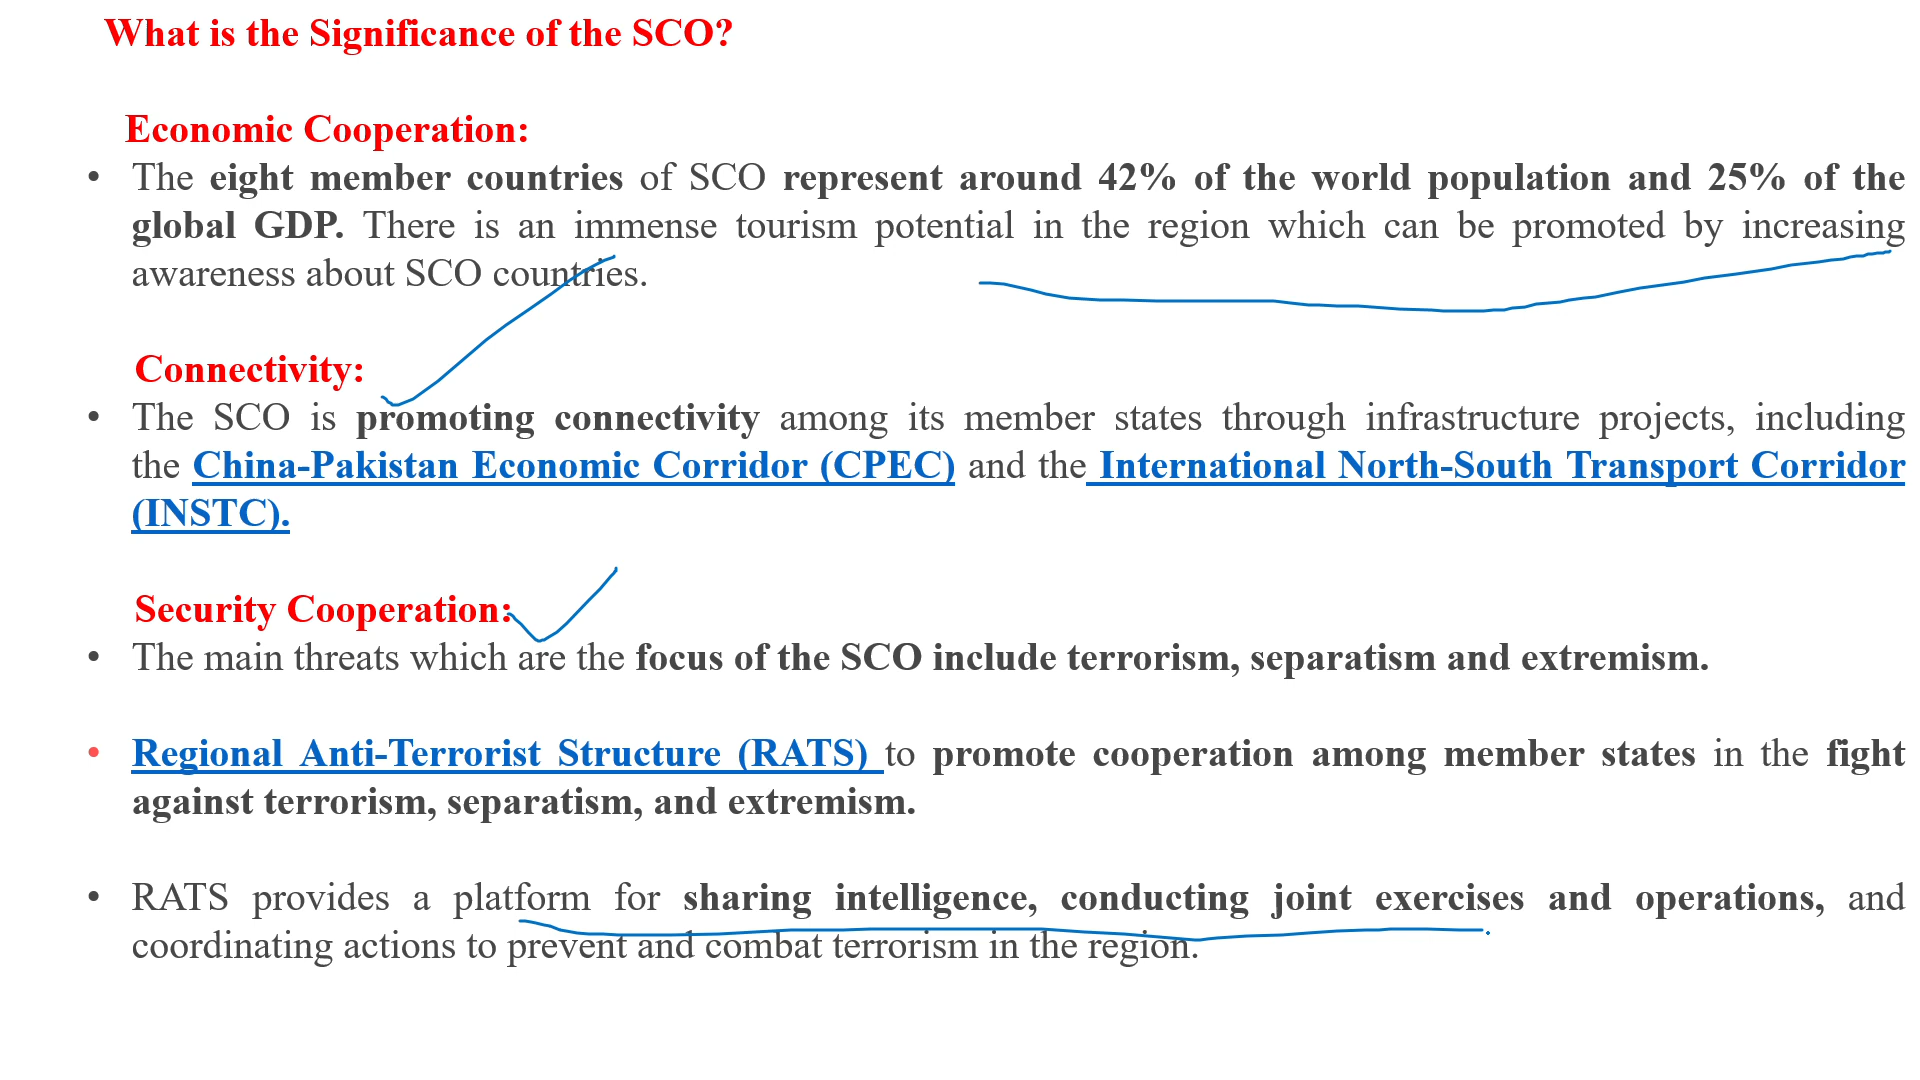 What is the Significance of the SCO?
Economic Cooperation:
• The eight member countries of SCO represent around 42% of the world population and 25% of the
global GDP. There is an immense tourism potential in the region which can be promoted by increasing
awareness about SCO countries.
Connectivity:
• The SCO is promoting connectivity among its member states through infrastructure projects, including
the China-Pakistan Economic Corridor (CPEC) and the International North-South Transport Corridor
(INSTC).
Security Cooperation:
• The main threats which are the focus of the SCO include terrorism, separatism and extremism.
• Regional Anti-Terrorist Structure (RATS) to promote cooperation among member states in the fight
against terrorism, separatism, and extremism.
• RATS provides a platform for sharing intelligence, conducting joint exercises and operations, and
coordinating actions to prevent and combat terrorism in the region.